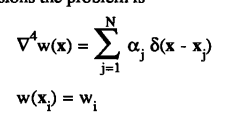 sions the problem is
∇⁴w(x) = Σ_{j=1}^{N} α_j δ(x - x_j)
w(x_i) = w_i